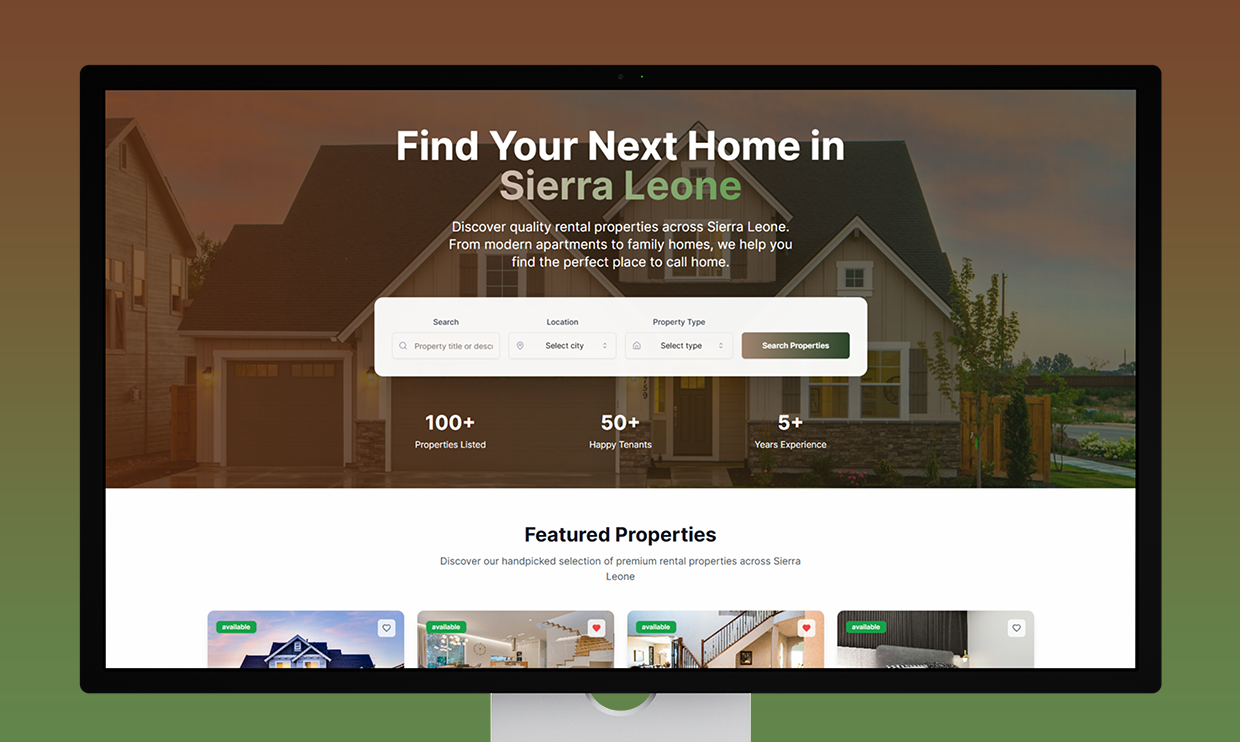 Find Your Next Home in
Sierra Leone
Discover quality rental properties across Sierra Leone.
From modern apartments to family homes, we help you
find the perfect place to call home.
Search
Location
Property Type
Property title or desc
Select city
Select type
Search Properties
100+
50+
5+
Properties Listed
Happy Tenants
Years Experience
Featured Properties
Discover our handpicked selection of premium rental properties across Sierra
Leone
available
available
available
available